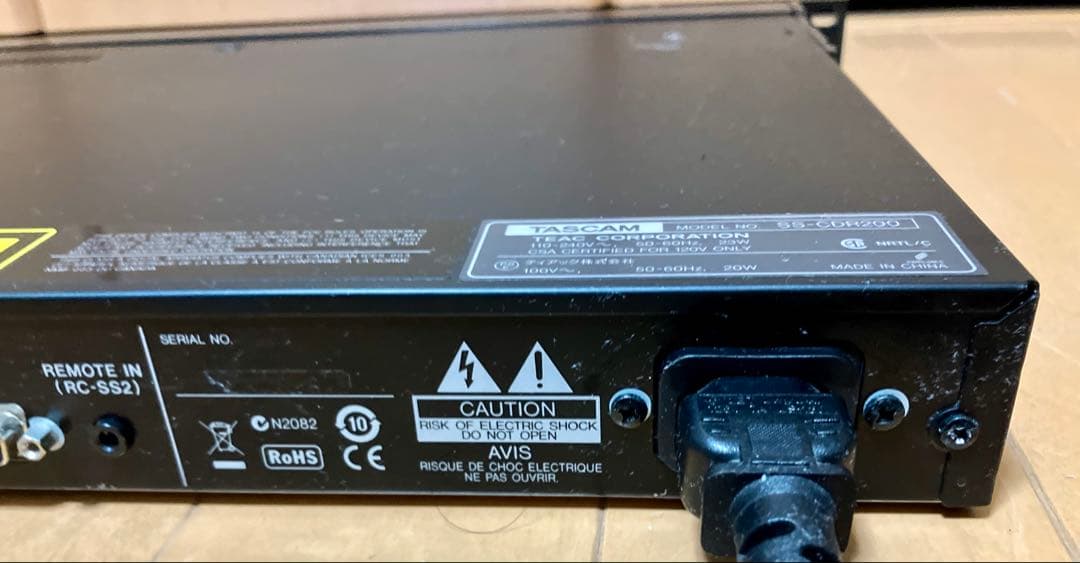 TASCAM MODEL NO. SS-CDR200
TEAC CORPORATION
110-240V～, 50-60Hz, 23W
CSA CERTIFIED FOR 120V ONLY
NRTL/C
ティアック株式会社
100V～, 50-60Hz, 20W
MADE IN CHINA
REMOTE IN
(RC-SS2)
SERIAL NO.
N2082
10
RoHS
CE
CAUTION
RISK OF ELECTRIC SHOCK
DO NOT OPEN
AVIS
RISQUE DE CHOC ELECTRIQUE
NE PAS OUVRIR.